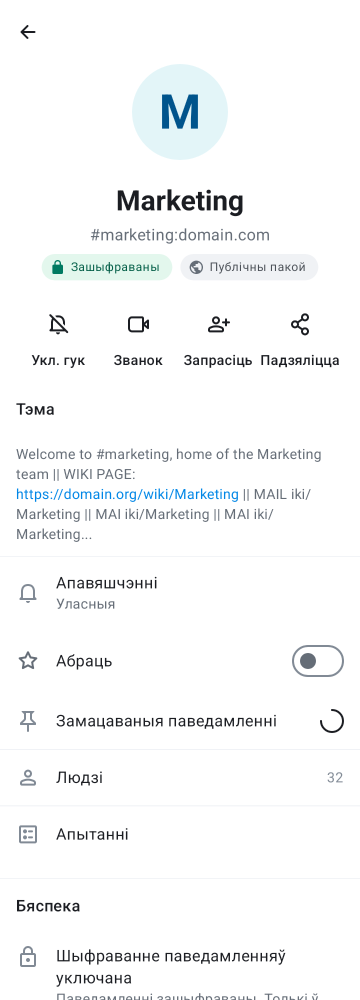 M
Marketing
#marketing:domain.com
Зашыфраваны Публічны пакой
Укл. гук Званок Запрасіць Падзяліцца
Тэма
Welcome to #marketing, home of the Marketing
team || WIKI PAGE:
https://domain.org/wiki/Marketing || MAIL iki/
Marketing || MAI iki/Marketing || MAI iki/
Marketing...
Апавяшчэнні
Уласныя
Абраць
Замацаваныя паведамленні
Людзі 32
Апытанні
Бяспека
Шыфраванне паведамленняў
уключана
Паведамленні зашыфраваны. Толькі ў